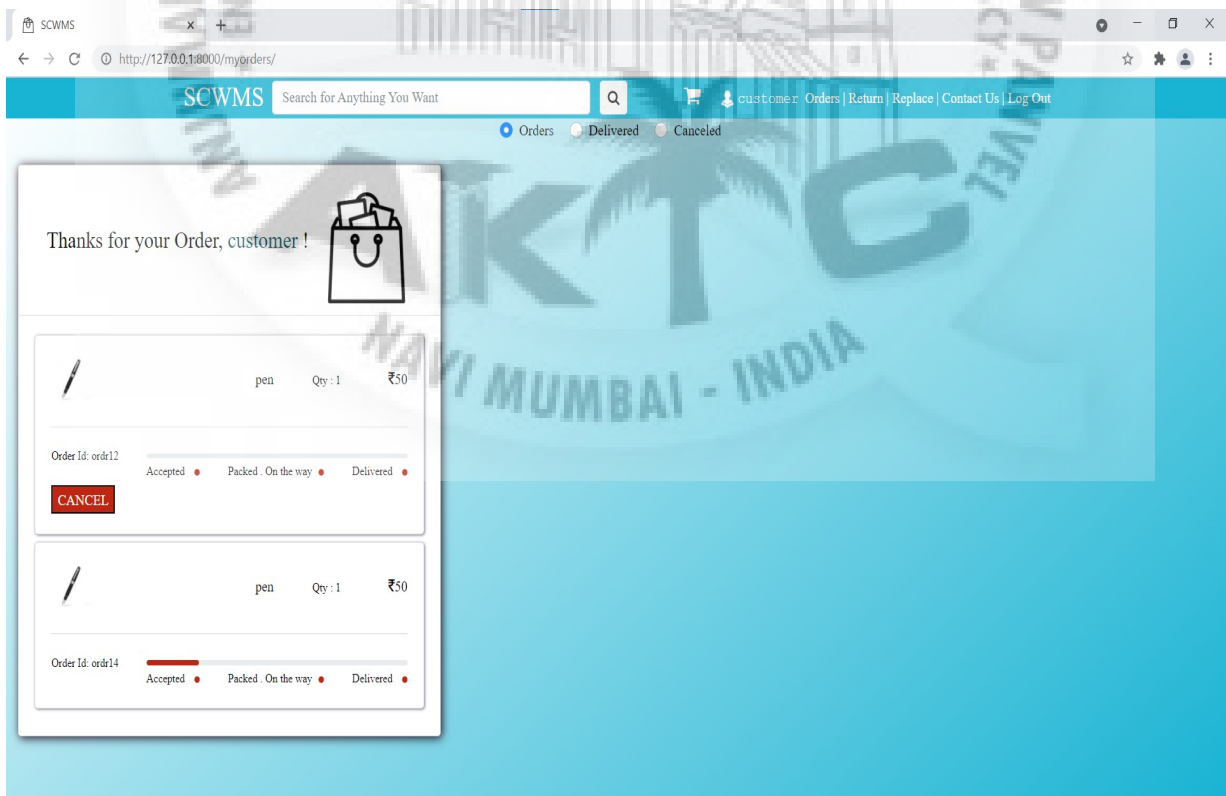 SCWMS
http://127.0.0.1:8000/myorders/
SCWMS Search for Anything You Want customer Orders | Return | Replace | Contact Us | Log Out
Orders Delivered Canceled
Thanks for your Order, customer !
pen Qty : 1 ₹50
Order Id: ordr12
Accepted Packed . On the way Delivered
CANCEL
pen Qty : 1 ₹50
Order Id: ordr14
Accepted Packed . On the way Delivered
AKTC
NAVI MUMBAI - INDIA